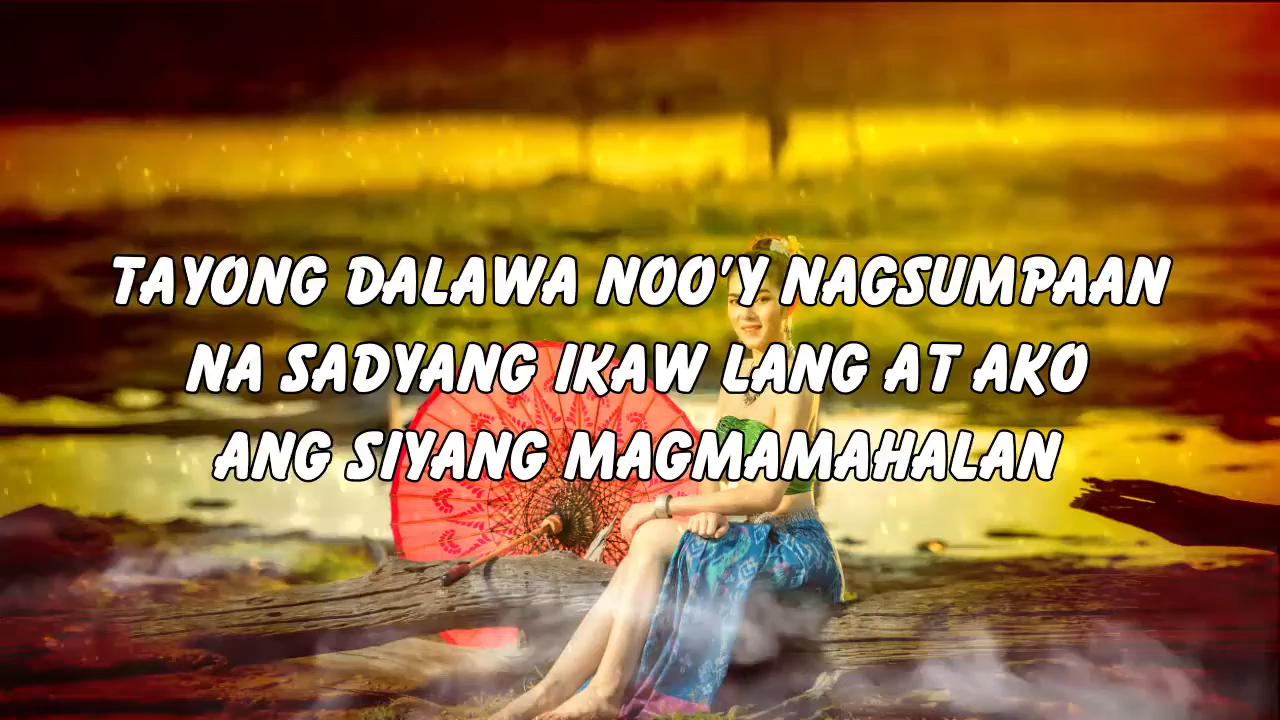 TAYONG DALAWA NOO'Y NAGSUMPAAN
NA SADYANG IKAW LANG AT AKO
ANG SIYANG MAGMAMAHALAN